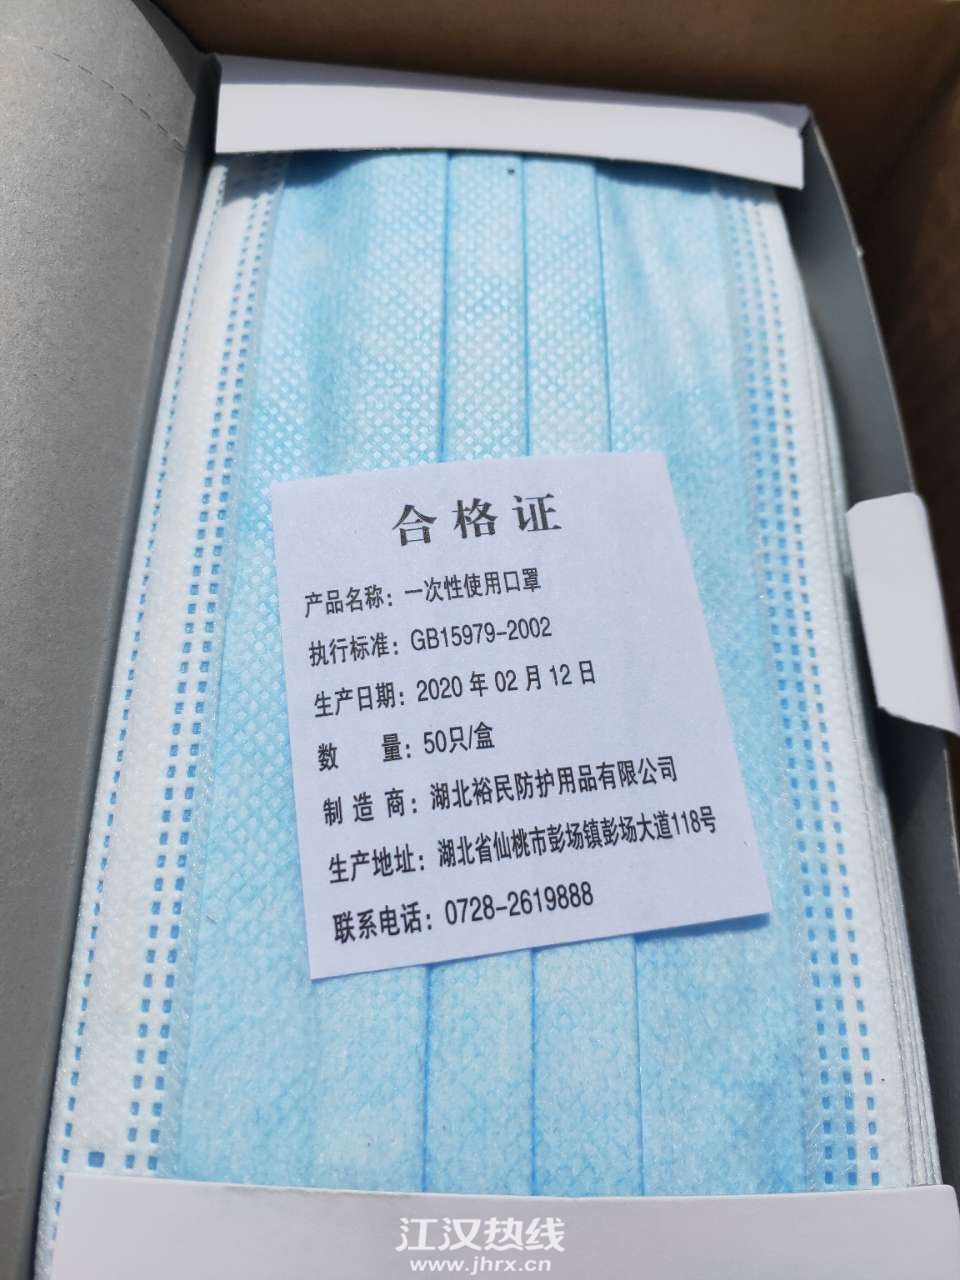 合格证
产品名称：一次性使用口罩
执行标准：GB15979-2002
生产日期：2020 年 02 月 12 日
数 量：50只/盒
制 造 商：湖北裕民防护用品有限公司
生产地址：湖北省仙桃市彭场镇彭场大道118号
联系电话：0728-2619888
江汉热线
www.jhrx.cn